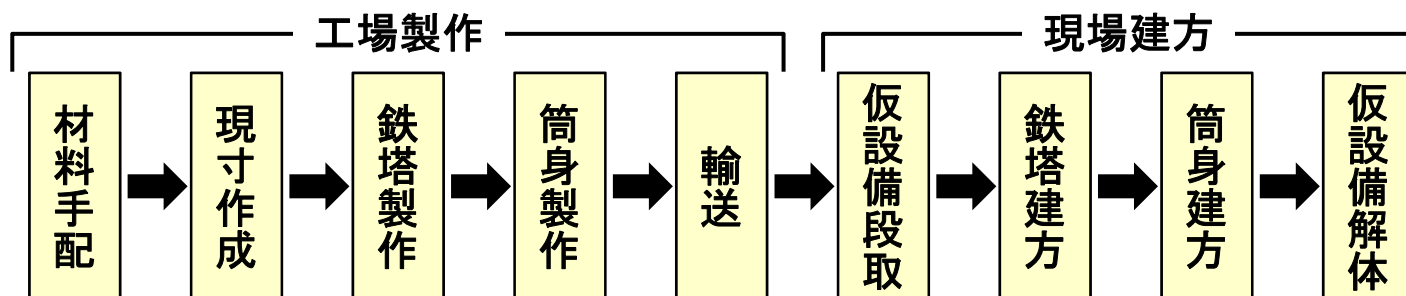 工場製作
現場建方
材料手配
現寸作成
鉄塔製作
筒身製作
輸送
仮設備段取
鉄塔建方
筒身建方
仮設備解体